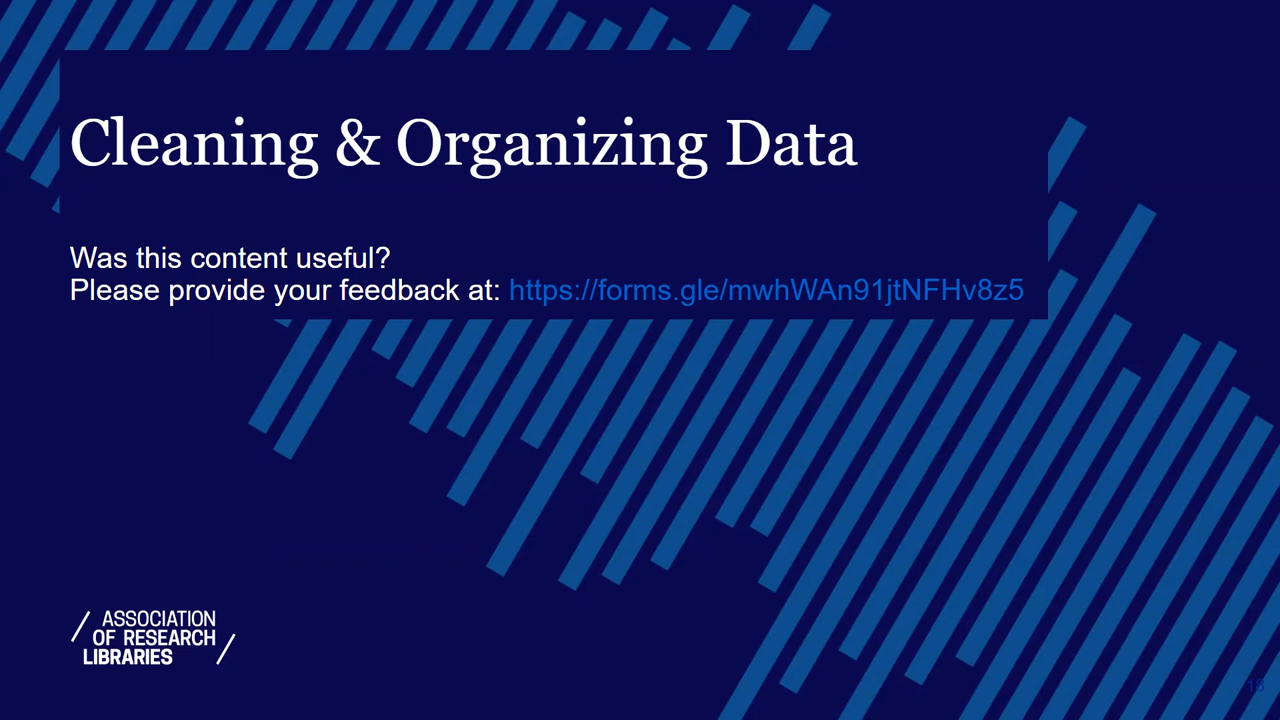 Cleaning & Organizing Data
Was this content useful?
Please provide your feedback at: https://forms.gle/mwhWAn91jtNFHv8z5
ASSOCIATION
OF RESEARCH
LIBRARIES